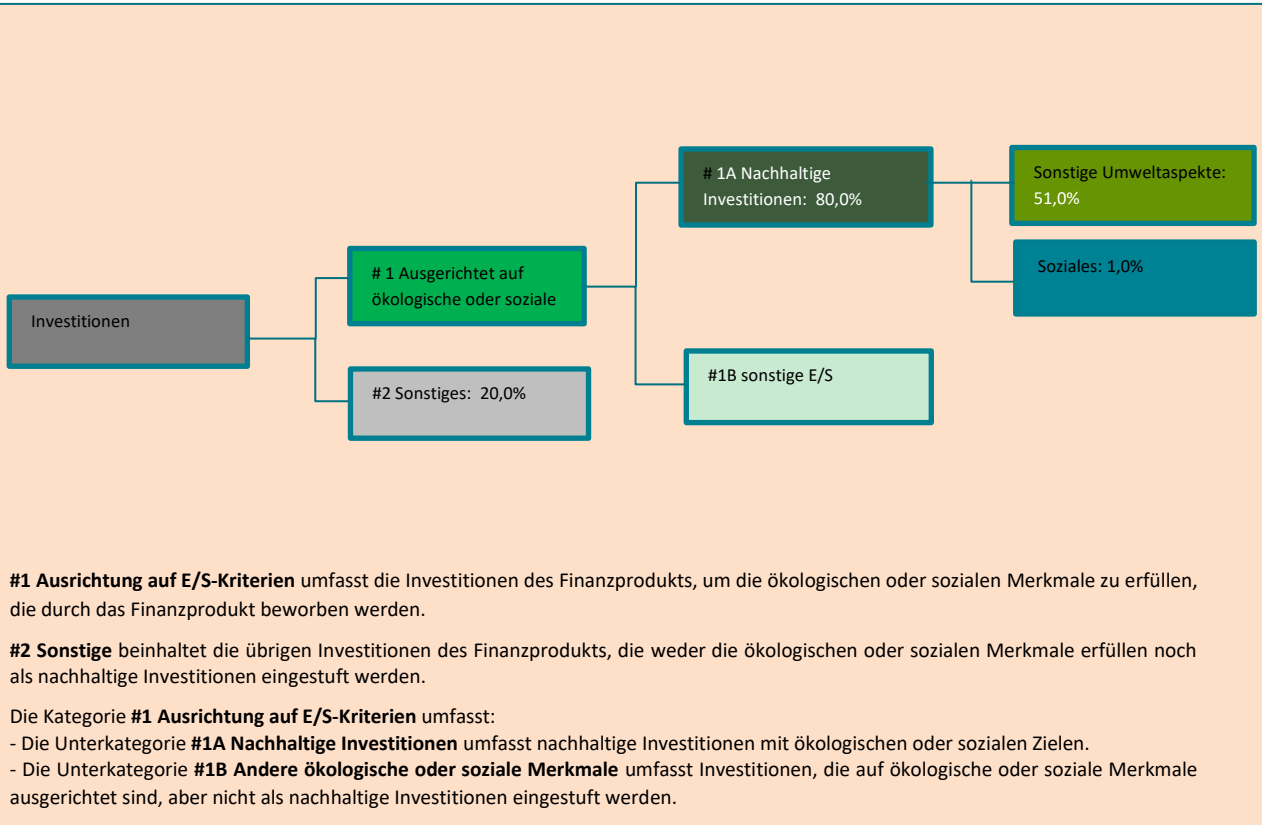 # 1A Nachhaltige
Investitionen: 80,0%
Sonstige Umweltaspekte:
51,0%
# 1 Ausgerichtet auf
ökologische oder soziale
Soziales: 1,0%
Investitionen
#2 Sonstiges: 20,0%
#1B sonstige E/S
#1 Ausrichtung auf E/S-Kriterien umfasst die Investitionen des Finanzprodukts, um die ökologischen oder sozialen Merkmale zu erfüllen,
die durch das Finanzprodukt beworben werden.
#2 Sonstige beinhaltet die übrigen Investitionen des Finanzprodukts, die weder die ökologischen oder sozialen Merkmale erfüllen noch
als nachhaltige Investitionen eingestuft werden.
Die Kategorie #1 Ausrichtung auf E/S-Kriterien umfasst:
- Die Unterkategorie #1A Nachhaltige Investitionen umfasst nachhaltige Investitionen mit ökologischen oder sozialen Zielen.
- Die Unterkategorie #1B Andere ökologische oder soziale Merkmale umfasst Investitionen, die auf ökologische oder soziale Merkmale
ausgerichtet sind, aber nicht als nachhaltige Investitionen eingestuft werden.